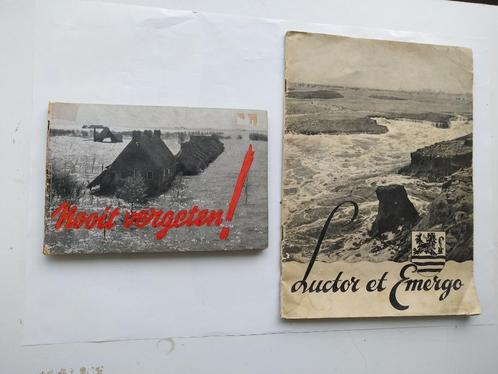 Nooit vergeten!
Luctor et Emergo